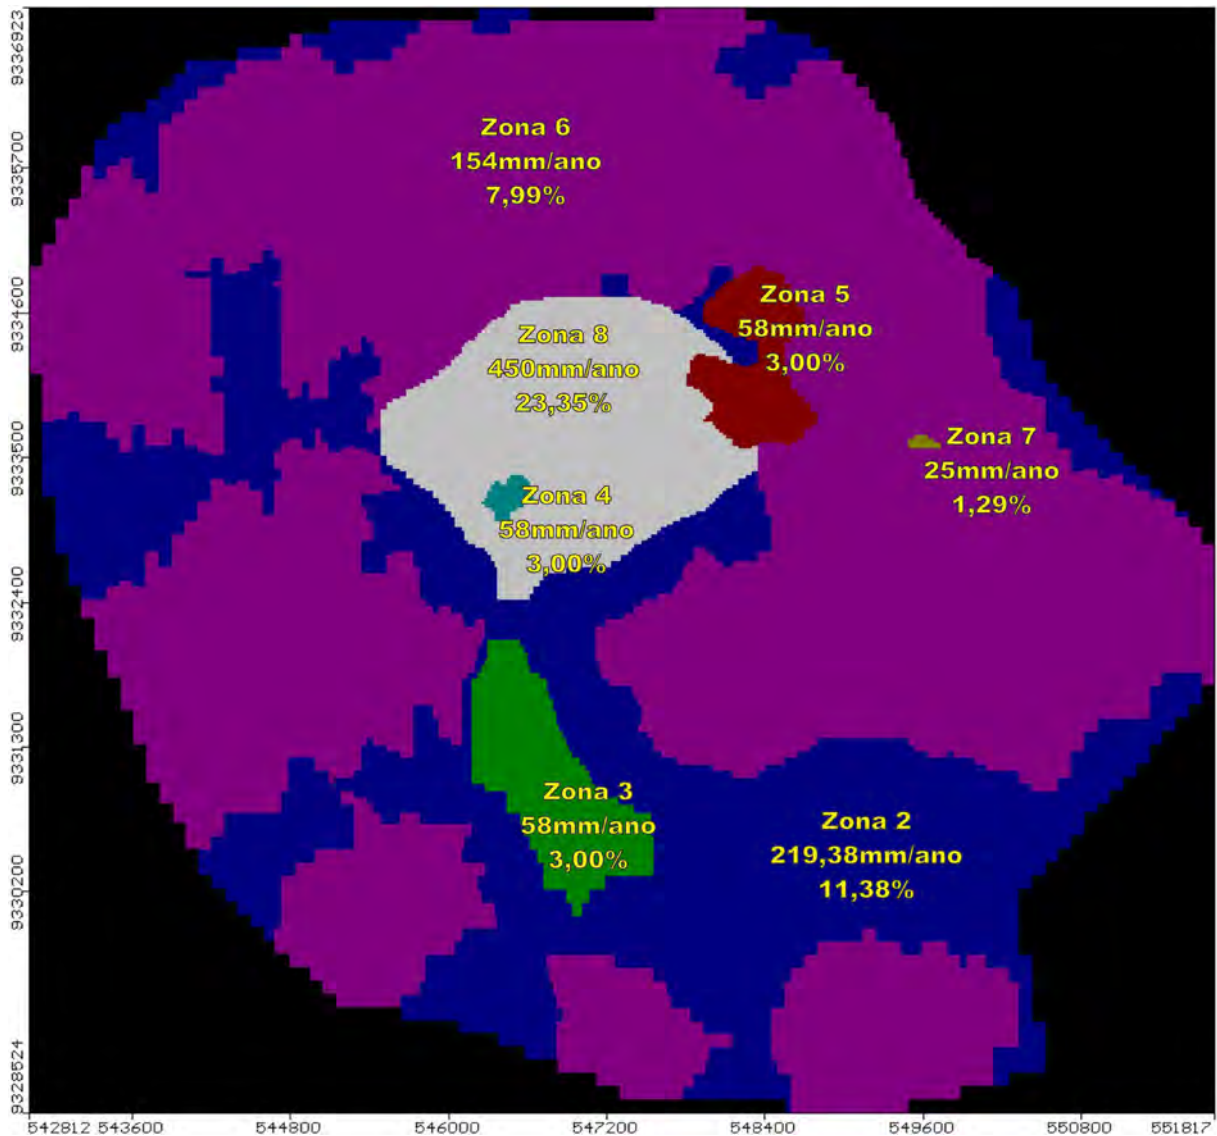 9336923
Zona 6
154mm/ano
7,99%
9335700
Zona 5
58mm/ano
3,00%
9334600
Zona 8
450mm/ano
23,35%
Zona 7
25mm/ano
1,29%
9333500
Zona 4
58mm/ano
3,00%
9332400
9331300
Zona 3
58mm/ano
3,00%
Zona 2
219,38mm/ano
11,38%
9330200
9328524
542812 543600 544800 546000 547200 548400 549600 550800 551817